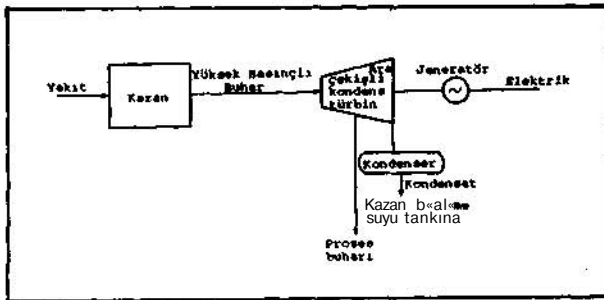 Yakıt
Kazan
Yüksek Basınçlı
Buhar
Ara
Çekişli
kondens
türbin
Jeneratör
Elektrik
Kondenser
Kondensat
Kazan
suyu tankına
Proses
buharı